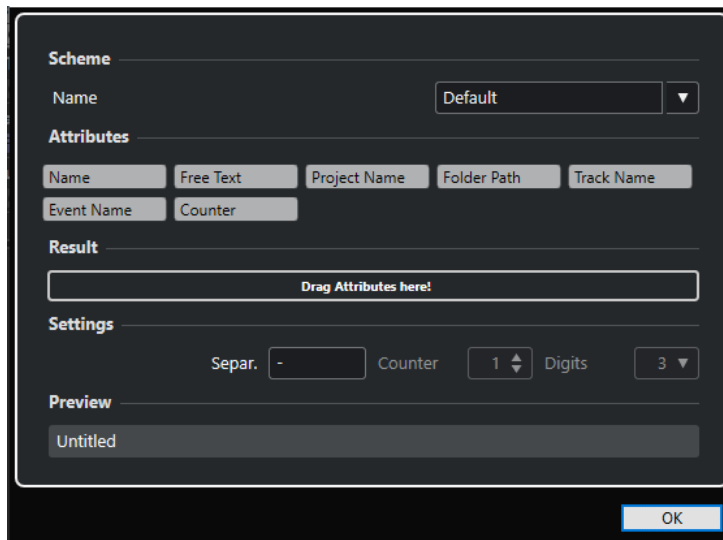 Scheme
Name Default
Attributes
Name Free Text Project Name Folder Path Track Name
Event Name Counter
Result
Drag Attributes here!
Settings
Separ. - Counter 1 Digits 3
Preview
Untitled
OK